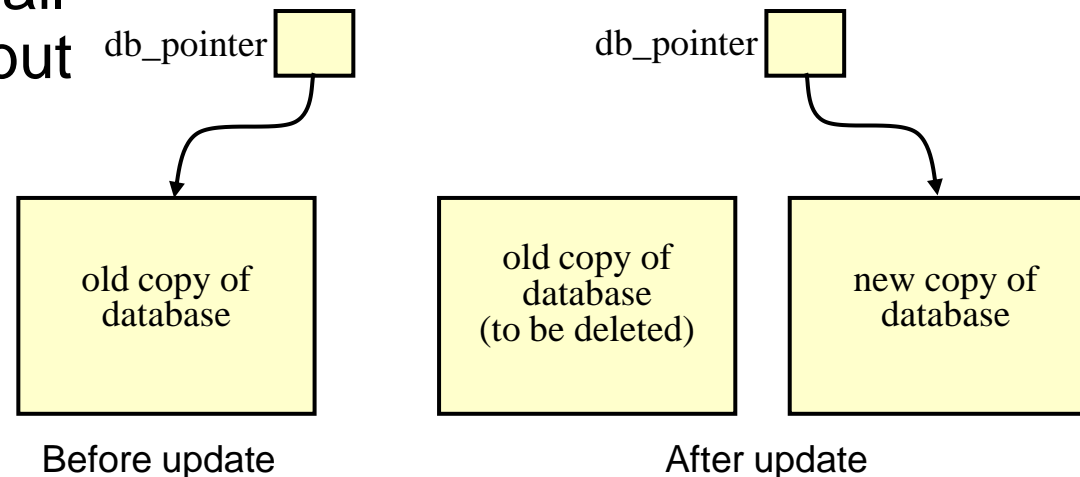 db_pointer
old copy of
database
Before update
db_pointer
old copy of
database
(to be deleted)
new copy of
database
After update